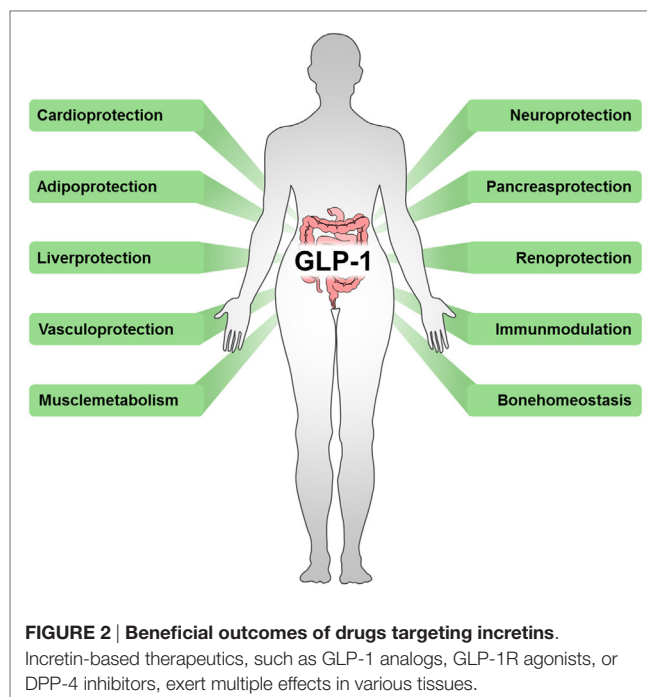 Cardioprotection
Adipoprotection
Liverprotection
Vasculoprotection
Musclemetabolism
GLP-1
Neuroprotection
Pancreasprotection
Renoprotection
Immunmodulation
Bonehomeostasis
FIGURE 2 | Beneficial outcomes of drugs targeting incretins.
Incretin-based therapeutics, such as GLP-1 analogs, GLP-1R agonists, or
DPP-4 inhibitors, exert multiple effects in various tissues.